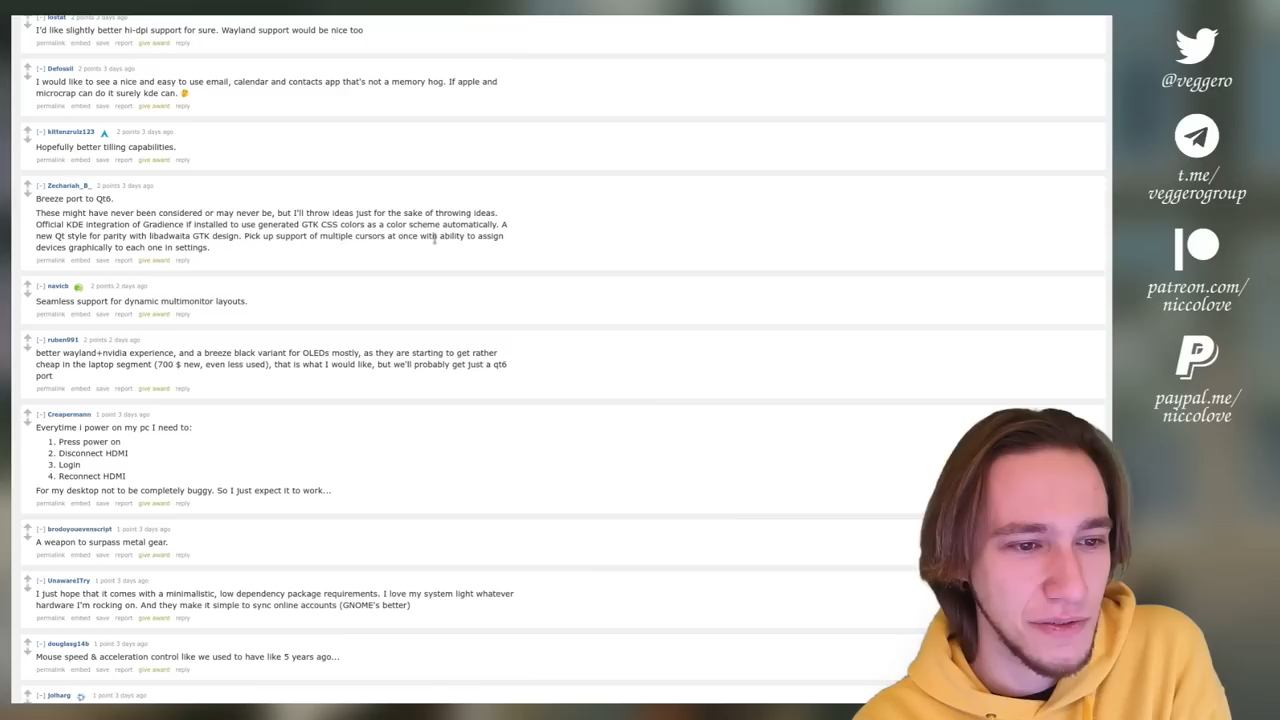 [-] lostat 2 points 3 days ago
I'd like slightly better hi-dpi support for sure. Wayland support would be nice too
permalink embed save report give award reply
[-] Defossil 2 points 3 days ago
I would like to see a nice and easy to use email, calendar and contacts app that's not a memory hog. If apple and
microcrap can do it surely kde can.
permalink embed save report give award reply
[-] kittenzruiz123 2 points 3 days ago
Hopefully better tilling capabilities.
permalink embed save report give award reply
[-] Zechariah_B_ 2 points 3 days ago
Breeze port to Qt6.
These might have never been considered or may never be, but I'll throw ideas just for the sake of throwing ideas.
Official KDE integration of Gradience if installed to use generated GTK CSS colors as a color scheme automatically. A
new Qt style for parity with libadwaita GTK design. Pick up support of multiple cursors at once with ability to assign
devices graphically to each one in settings.
permalink embed save report give award reply
[-] navicb 2 points 2 days ago
Seamless support for dynamic multimonitor layouts.
permalink embed save report give award reply
[-] ruben991 2 points 2 days ago
better wayland+nvidia experience, and a breeze black variant for OLEDs mostly, as they are starting to get rather
cheap in the laptop segment (700 $ new, even less used), that is what I would like, but we'll probably get just a qt6
port
permalink embed save report give award reply
[-] Creapermann 1 point 3 days ago
Everytime i power on my pc I need to:
1. Press power on
2. Disconnect HDMI
3. Login
4. Reconnect HDMI
For my desktop not to be completely buggy. So I just expect it to work...
permalink embed save report give award reply
[-] brodoyouevenscript 1 point 3 days ago
A weapon to surpass metal gear.
permalink embed save report give award reply
[-] UnawareITry 1 point 3 days ago
I just hope that it comes with a minimalistic, low dependency package requirements. I love my system light whatever
hardware I'm rocking on. And they make it simple to sync online accounts (GNOME's better)
permalink embed save report give award reply
[-] douglasg14b 1 point 3 days ago
Mouse speed & acceleration control like we used to have like 5 years ago...
permalink embed save report give award reply
[-] jolharg 1 point 3 days ago
@veggero
t.me/
veggerogroup
patreon.com/
niccolove
paypal.me/
niccolove